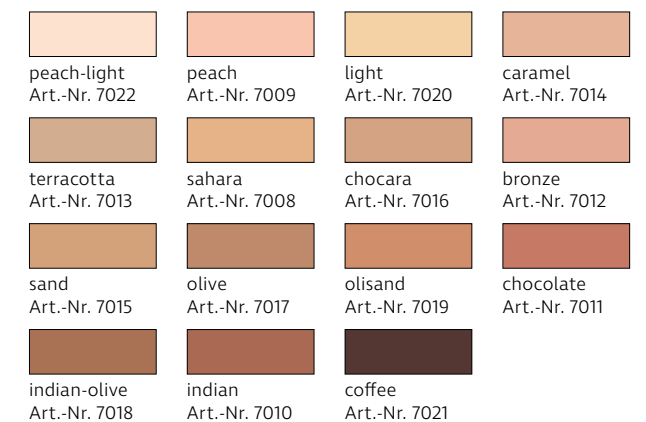 peach-light
Art.-Nr. 7022
peach
Art.-Nr. 7009
light
Art.-Nr. 7020
caramel
Art.-Nr. 7014
terracotta
Art.-Nr. 7013
sahara
Art.-Nr. 7008
chocara
Art.-Nr. 7016
bronze
Art.-Nr. 7012
sand
Art.-Nr. 7015
olive
Art.-Nr. 7017
olisand
Art.-Nr. 7019
chocolate
Art.-Nr. 7011
indian-olive
Art.-Nr. 7018
indian
Art.-Nr. 7010
coffee
Art.-Nr. 7021